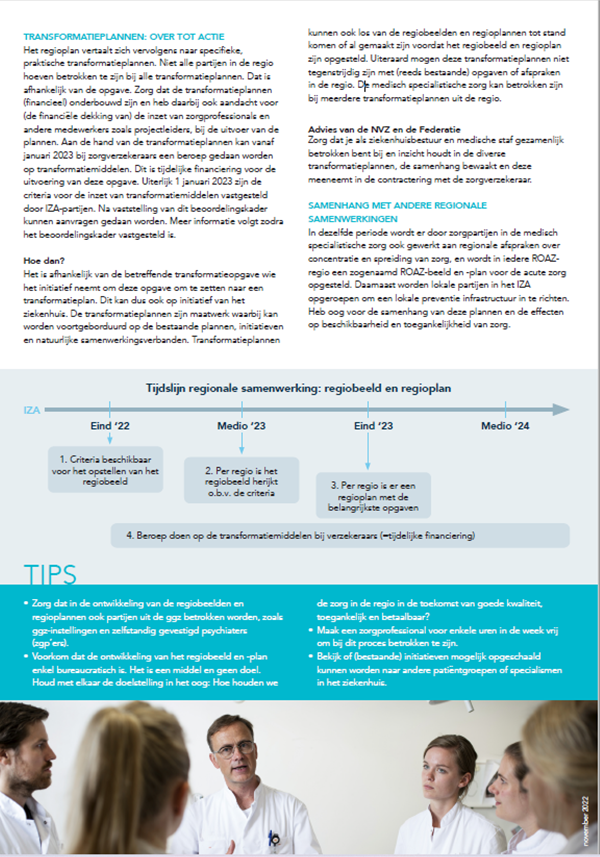 TRANSFORMATIEPLANNEN: OVER TOT ACTIE
Het regioplan vertaalt zich vervolgens naar specifieke,
praktische transformatieplannen. Niet alle partijen in de regio
hoeven betrokken te zijn bij alle transformatieplannen. Dat is
afhankelijk van de opgave. Zorg dat de transformatieplannen
(financieel) onderbouwd zijn en heb daarbij ook aandacht voor
(de financiële dekking van) de inzet van zorgprofessionals en
andere medewerkers zoals projectleiders, bij de uitvoer van de
plannen. Aan de hand van de transformatieplannen kan vanaf
januari 2023 bij zorgverzekeraars een beroep gedaan worden
op transformatiemiddelen. Dit is tijdelijke financiering voor de
uitvoering van deze opgave. Uiterlijk 1 januari 2023 zijn de
criteria voor de inzet van transformatiemiddelen vastgesteld
door IZA-partijen. Na vaststelling van dit beoordelingskader
kunnen aanvragen gedaan worden. Meer informatie volgt zodra
het beoordelingskader vastgesteld is.
Hoe dan?
Het is afhankelijk van de betreffende transformatieopgave wie
het initiatief neemt om deze opgave om te zetten naar een
transformatieplan. Dit kan dus ook op initiatief van het
ziekenhuis. De transformatieplannen zijn maatwerk waarbij kan
worden voortgeborduurd op de bestaande plannen, initiatieven
en natuurlijke samenwerkingsverbanden. Transformatieplannen
kunnen ook los van de regiobeelden en regioplannen tot stand
komen of al gemaakt zijn voordat het regiobeeld en regioplan
zijn opgesteld. Uiteraard mogen deze transformatieplannen niet
tegenstrijdig zijn met (reeds bestaande) opgaven of afspraken
in de regio. De medisch specialistische zorg kan betrokken zijn
bij meerdere transformatieplannen uit de regio.
Advies van de NVZ en de Federatie
Zorg dat je als ziekenhuisbestuur en medische staf gezamenlijk
betrokken bent bij en inzicht houdt in de diverse
transformatieplannen, de samenhang bewaakt en deze
meeneemt in de contractering met de zorgverzekeraar.
SAMENHANG MET ANDERE REGIONALE
SAMENWERKINGEN
In dezelfde periode wordt er door zorgpartijen in de medisch
specialistische zorg ook gewerkt aan regionale afspraken over
concentratie en spreiding van zorg, en wordt in iedere ROAZ-
regio een zogenaamd ROAZ-beeld en -plan voor de acute zorg
opgesteld. Daarnaast worden lokale partijen in het IZA
opgeroepen om een lokale preventie infrastructuur in te richten.
Heb oog voor de samenhang van deze plannen en de effecten
op beschikbaarheid en toegankelijkheid van zorg.
Tijdslijn regionale samenwerking: regiobeeld en regioplan
IZA
Eind '22
Medio '23
Eind '23
Medio '24
1. Criteria beschikbaar
voor het opstellen van het
regiobeeld
2. Per regio is het
regiobeeld herijkt
o.b.v. de criteria
3. Per regio is er een
regioplan met de
belangrijkste opgaven
4. Beroep doen op de transformatiemiddelen bij verzekeraars (=tijdelijke financiering)
TIPS
• Zorg dat in de ontwikkeling van de regiobeelden en
regioplannen ook partijen uit de ggz betrokken worden, zoals
ggz-instellingen en zelfstandig gevestigd psychiaters
(zgp'ers).
• Voorkom dat de ontwikkeling van het regiobeeld en -plan
enkel bureaucratisch is. Het is een middel en geen doel.
Houd met elkaar de doelstelling in het oog: Hoe houden we
de zorg in de regio in de toekomst van goede kwaliteit,
toegankelijk en betaalbaar?
• Maak een zorgprofessional voor enkele uren in de week vrij
om bij dit proces betrokken te zijn.
• Bekijk of (bestaande) initiatieven mogelijk opgeschaald
kunnen worden naar andere patiëntgroepen of specialismen
in het ziekenhuis.
november 2022